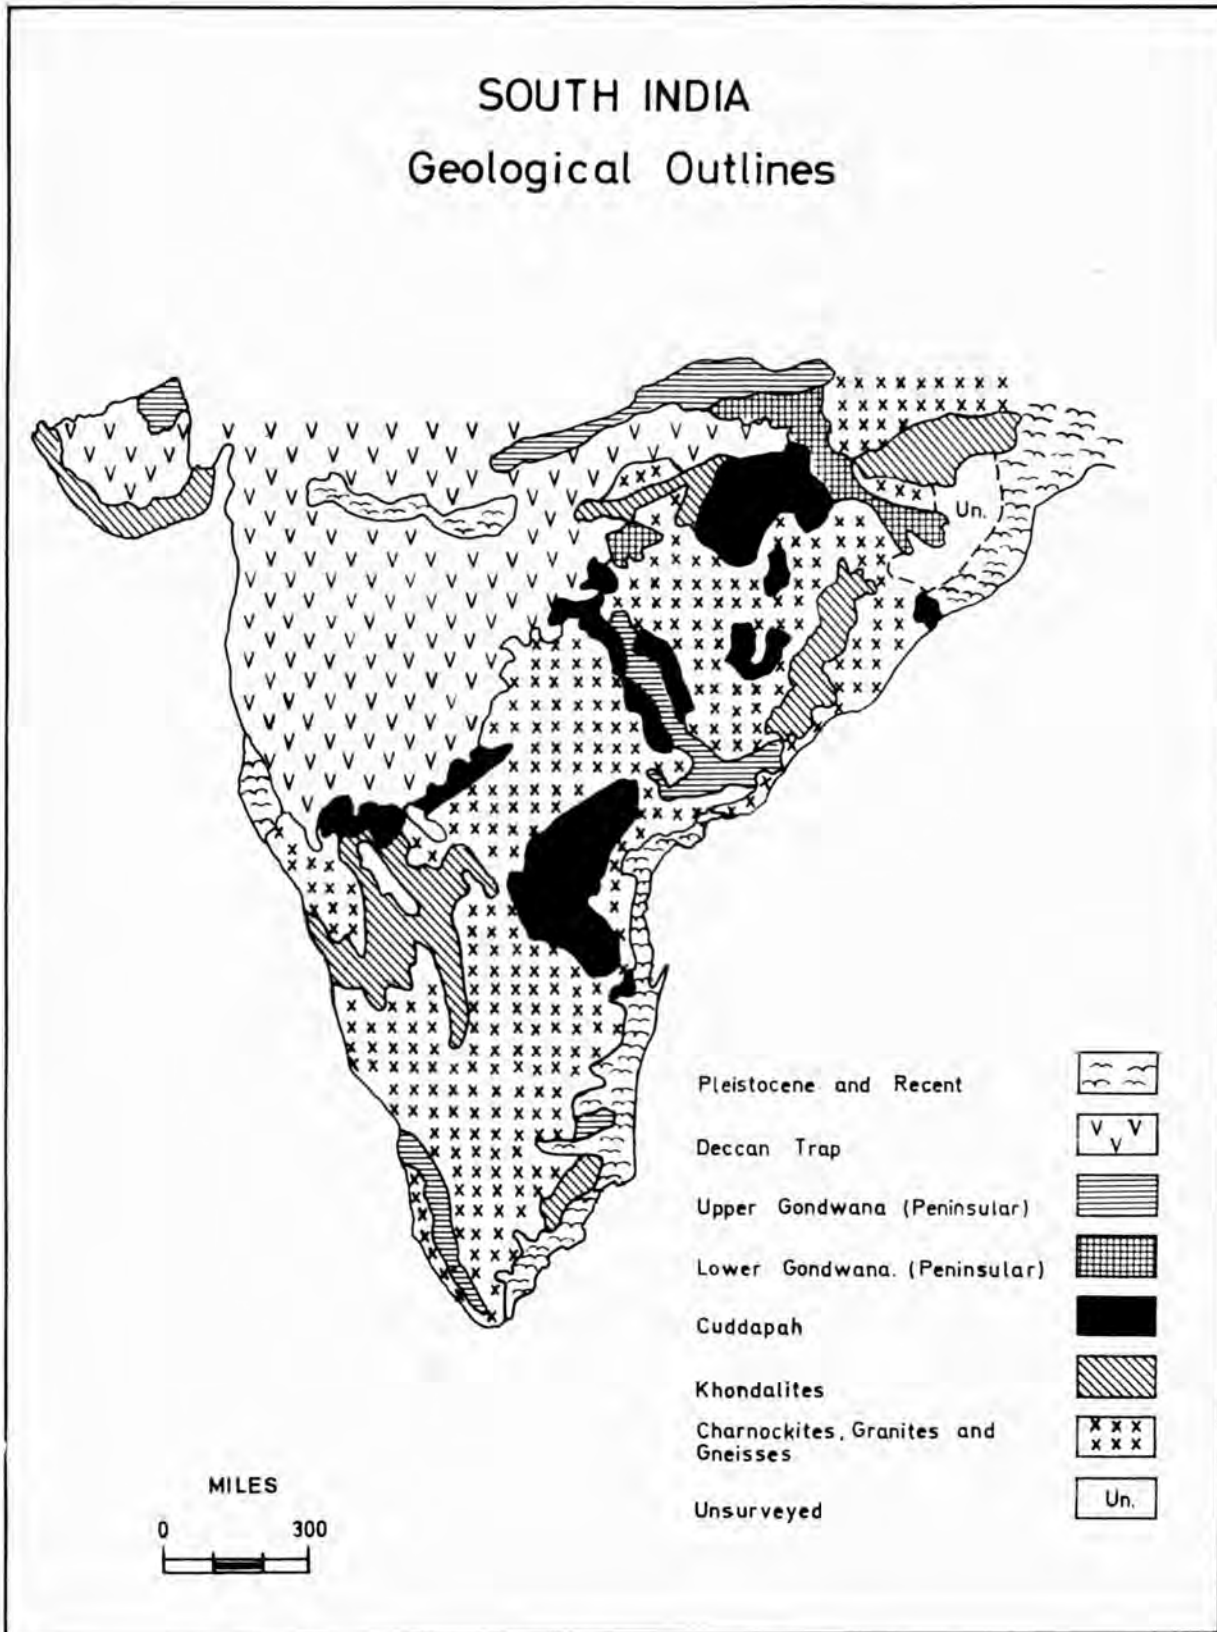 SOUTH INDIA
Geological Outlines
Un.
Pleistocene and Recent
Deccan Trap
Upper Gondwana (Peninsular)
Lower Gondwana. (Peninsular)
Cuddapah
Khondalites
Charnockites, Granites and
Gneisses
Unsurveyed
Un.
MILES
0 300